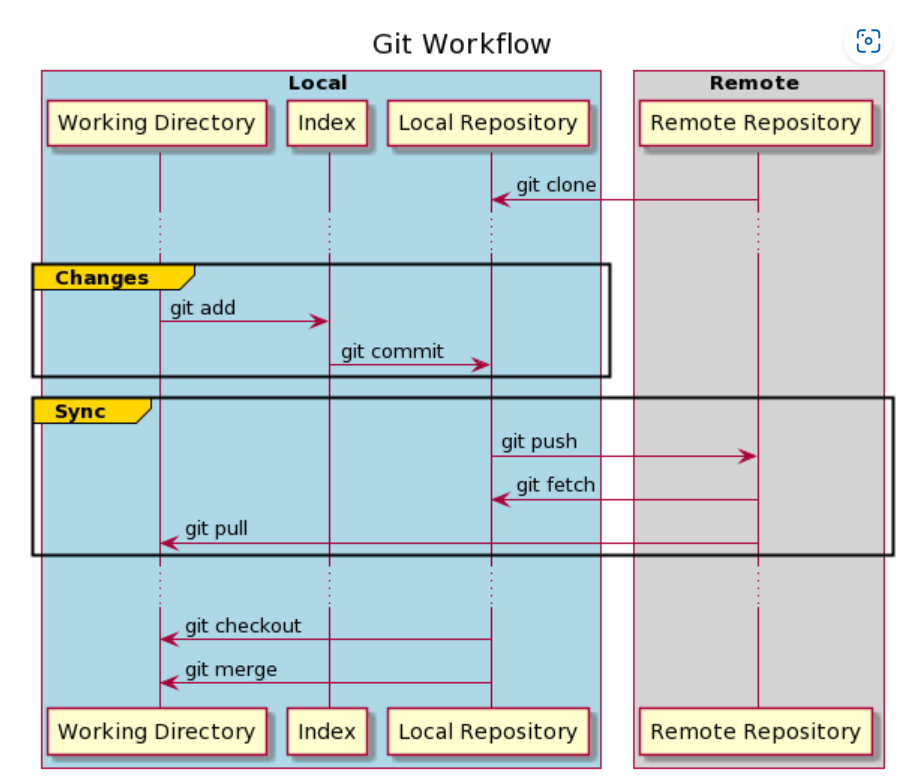 Git Workflow
Local
Remote
Working Directory
Index
Local Repository
Remote Repository
git clone
Changes
git add
git commit
Sync
git push
git fetch
git pull
git checkout
git merge
Working Directory
Index
Local Repository
Remote Repository